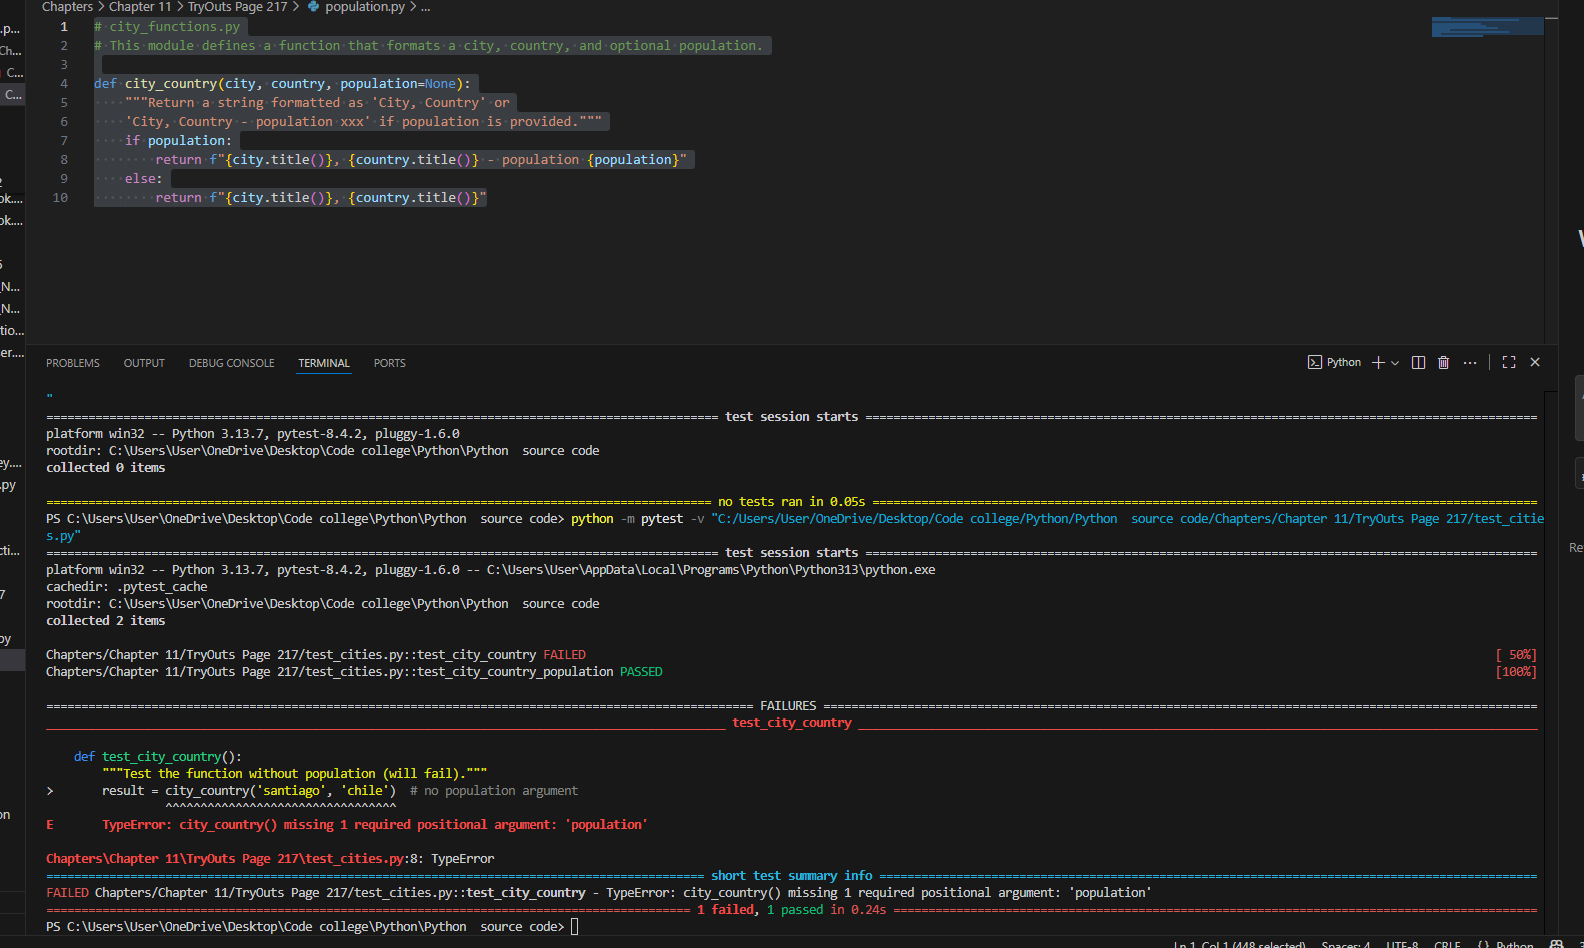 Chapters > Chapter 11 > TryOuts Page 217 > population.py > ...
1 # city_functions.py
2 # This module defines a function that formats a city, country, and optional population.
3
4 def city_country(city, country, population=None):
5 """Return a string formatted as 'City, Country' or
6 'City, Country - population xxx' if population is provided."""
7 if population:
8 return f"{city.title()}, {country.title()} - population {population}"
9 else:
10 return f"{city.title()}, {country.title()}"
PROBLEMS OUTPUT DEBUG CONSOLE TERMINAL PORTS
Python
"
=== test session starts ===
platform win32 -- Python 3.13.7, pytest-8.4.2, pluggy-1.6.0
rootdir: C:\Users\User\OneDrive\Desktop\Code college\Python\Python  source code
collected 0 items
=== no tests ran in 0.05s ===
PS C:\Users\User\OneDrive\Desktop\Code college\Python\Python  source code> python -m pytest -v "C:/Users/User/OneDrive/Desktop/Code college/Python/Python  source code/Chapters/Chapter 11/TryOuts Page 217/test_citie
s.py"
=== test session starts ===
platform win32 -- Python 3.13.7, pytest-8.4.2, pluggy-1.6.0 -- C:\Users\User\AppData\Local\Programs\Python\Python313\python.exe
cachedir: .pytest_cache
rootdir: C:\Users\User\OneDrive\Desktop\Code college\Python\Python  source code
collected 2 items
Chapters/Chapter 11/TryOuts Page 217/test_cities.py::test_city_country FAILED [ 50%]
Chapters/Chapter 11/TryOuts Page 217/test_cities.py::test_city_country_population PASSED [100%]
=== FAILURES ===
___ test_city_country ___
def test_city_country():
"""Test the function without population (will fail)."""
> result = city_country('santiago', 'chile')  # no population argument
^^^^^^^^^^^^^^^^^^^^^^^^^^^^^^^^^
E TypeError: city_country() missing 1 required positional argument: 'population'
Chapters\Chapter 11\TryOuts Page 217\test_cities.py:8: TypeError
=== short test summary info ===
FAILED Chapters/Chapter 11/TryOuts Page 217/test_cities.py::test_city_country - TypeError: city_country() missing 1 required positional argument: 'population'
=== 1 failed, 1 passed in 0.24s ===
PS C:\Users\User\OneDrive\Desktop\Code college\Python\Python  source code>
Ln 1, Col 1 (448 selected) Spaces: 4 UTF-8 CRLF {} Python